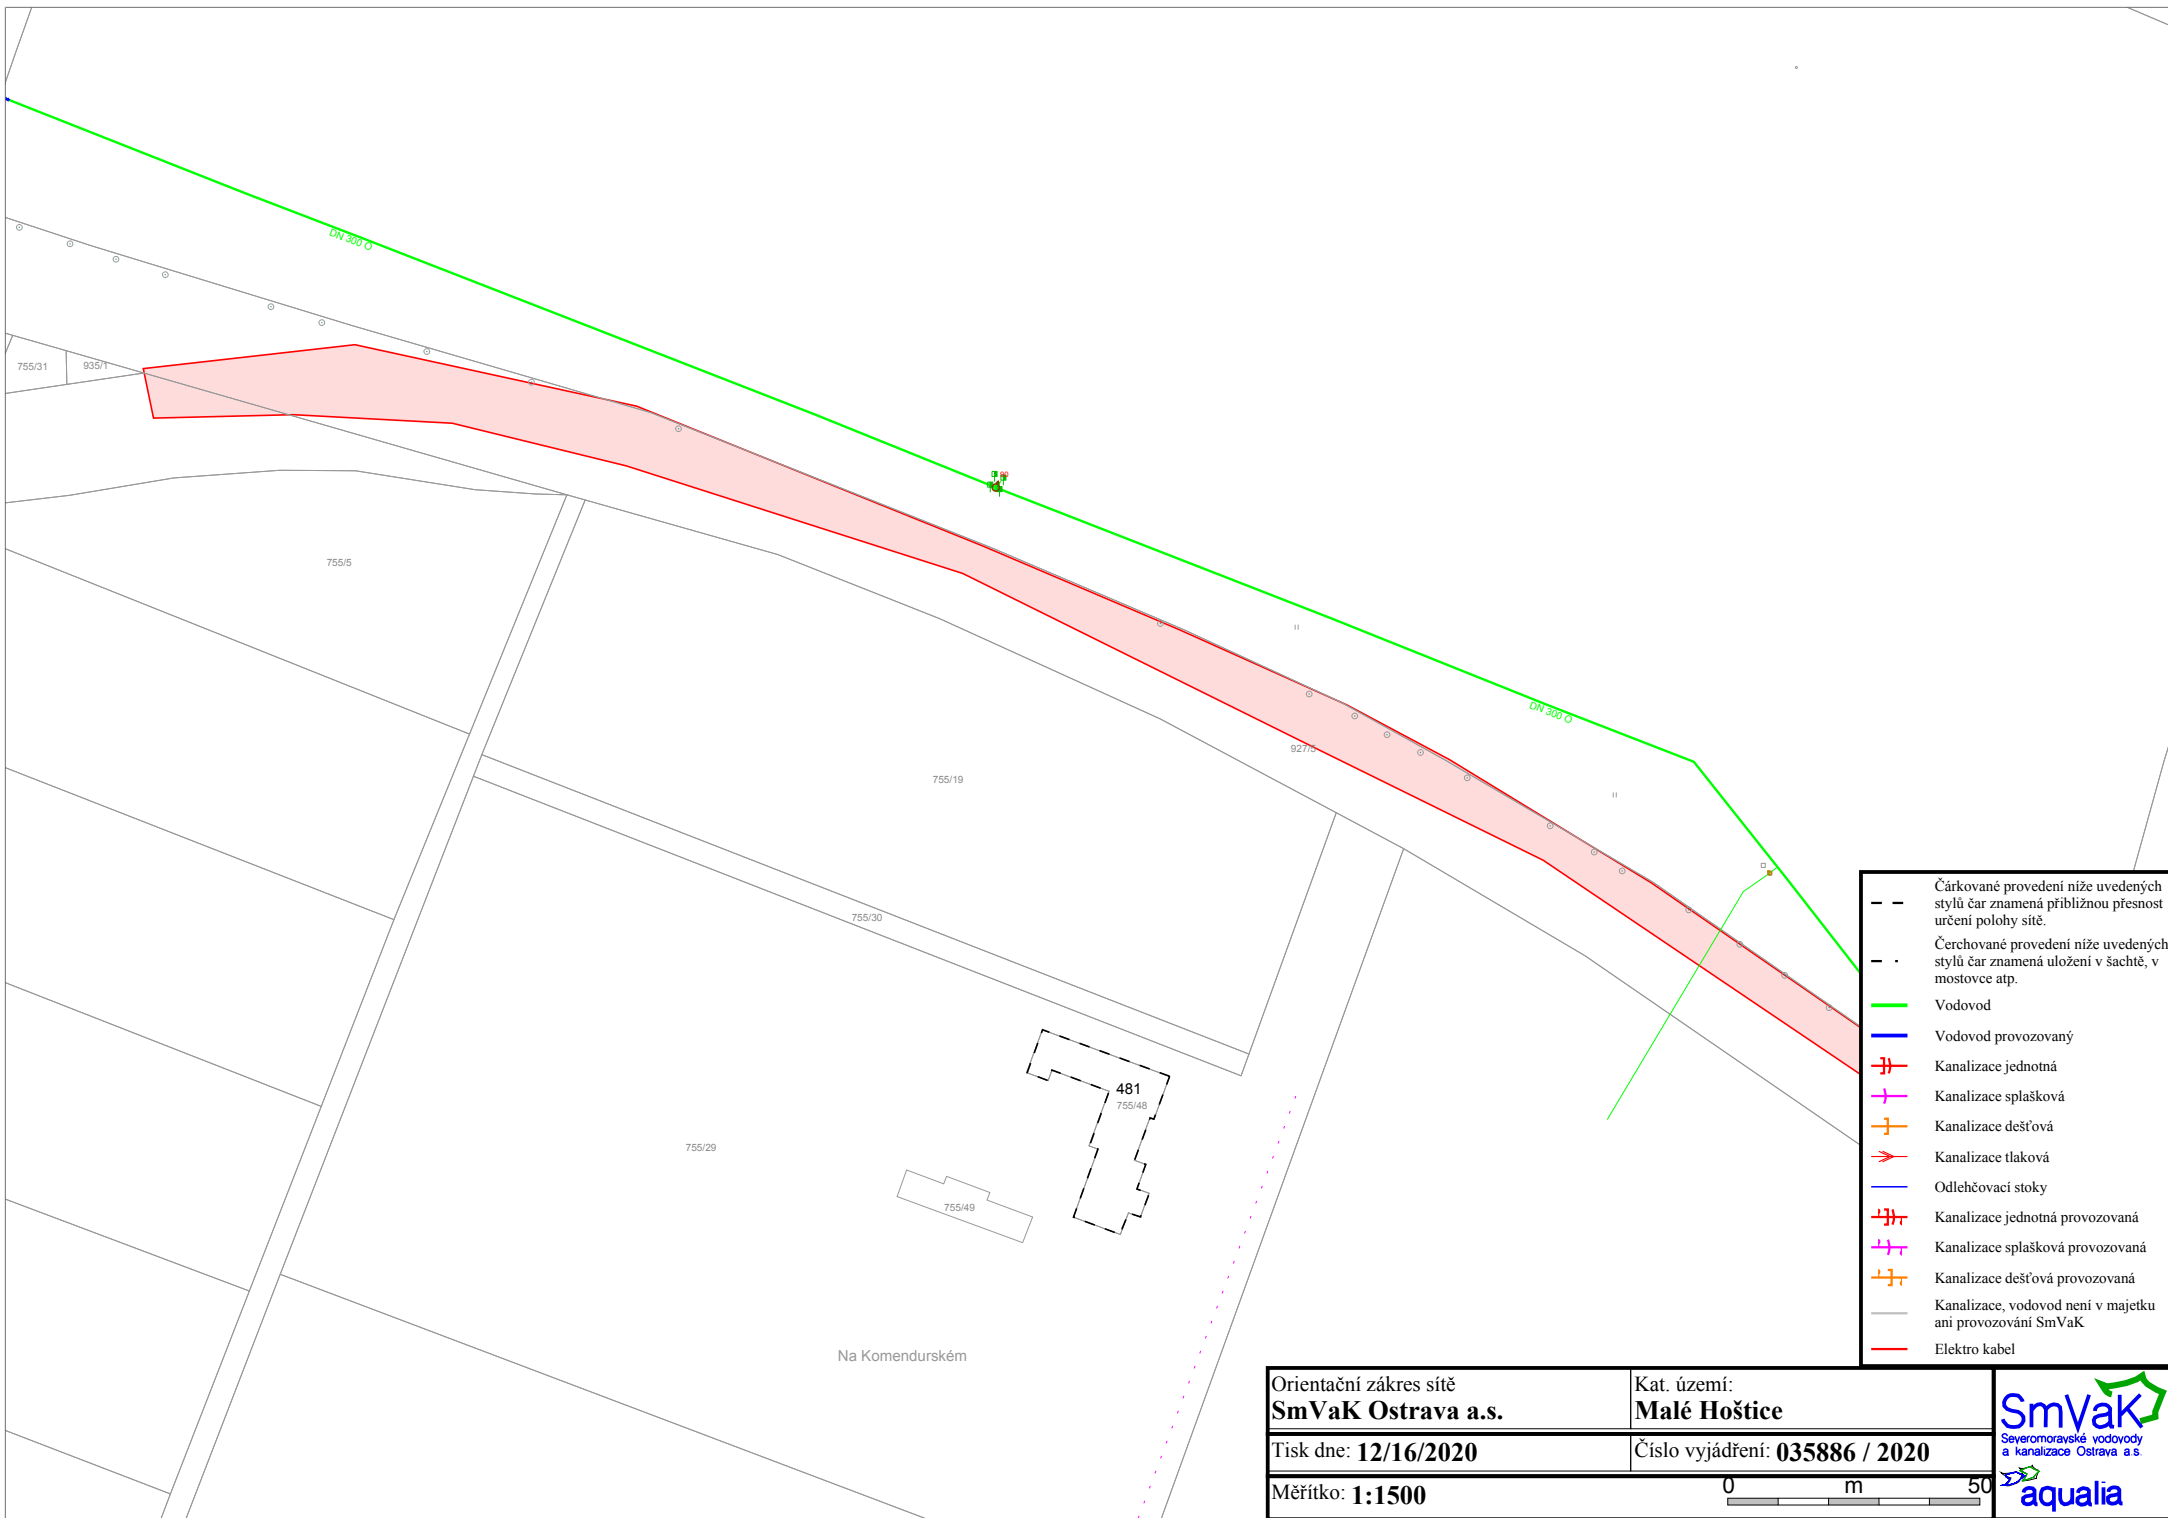 DN 300 O
755/31
935/1
80
755/5
DN 300 O
927/5
755/19
755/30
481
755/48
755/29
755/49
Na Komendurském
Čárkované provedení níže uvedených
stylů čar znamená přibližnou přesnost
určení polohy sítě.
Čerchované provedení níže uvedených
stylů čar znamená uložení v šachtě, v
mostovce atp.
Vodovod
Vodovod provozovaný
Kanalizace jednotná
Kanalizace splašková
Kanalizace dešťová
Kanalizace tlaková
Odlehčovací stoky
Kanalizace jednotná provozovaná
Kanalizace splašková provozovaná
Kanalizace dešťová provozovaná
Kanalizace, vodovod není v majetku
ani provozování SmVaK
Elektro kabel
Orientační zákres sítě
SmVaK Ostrava a.s.
Kat. území:
Malé Hoštice
Tisk dne: 12/16/2020
Číslo vyjádření: 035886 / 2020
Měřítko: 1:1500
0 m 50
SmVaK
Severomoravské vodovody
a kanalizace Ostrava a.s.
aqualia